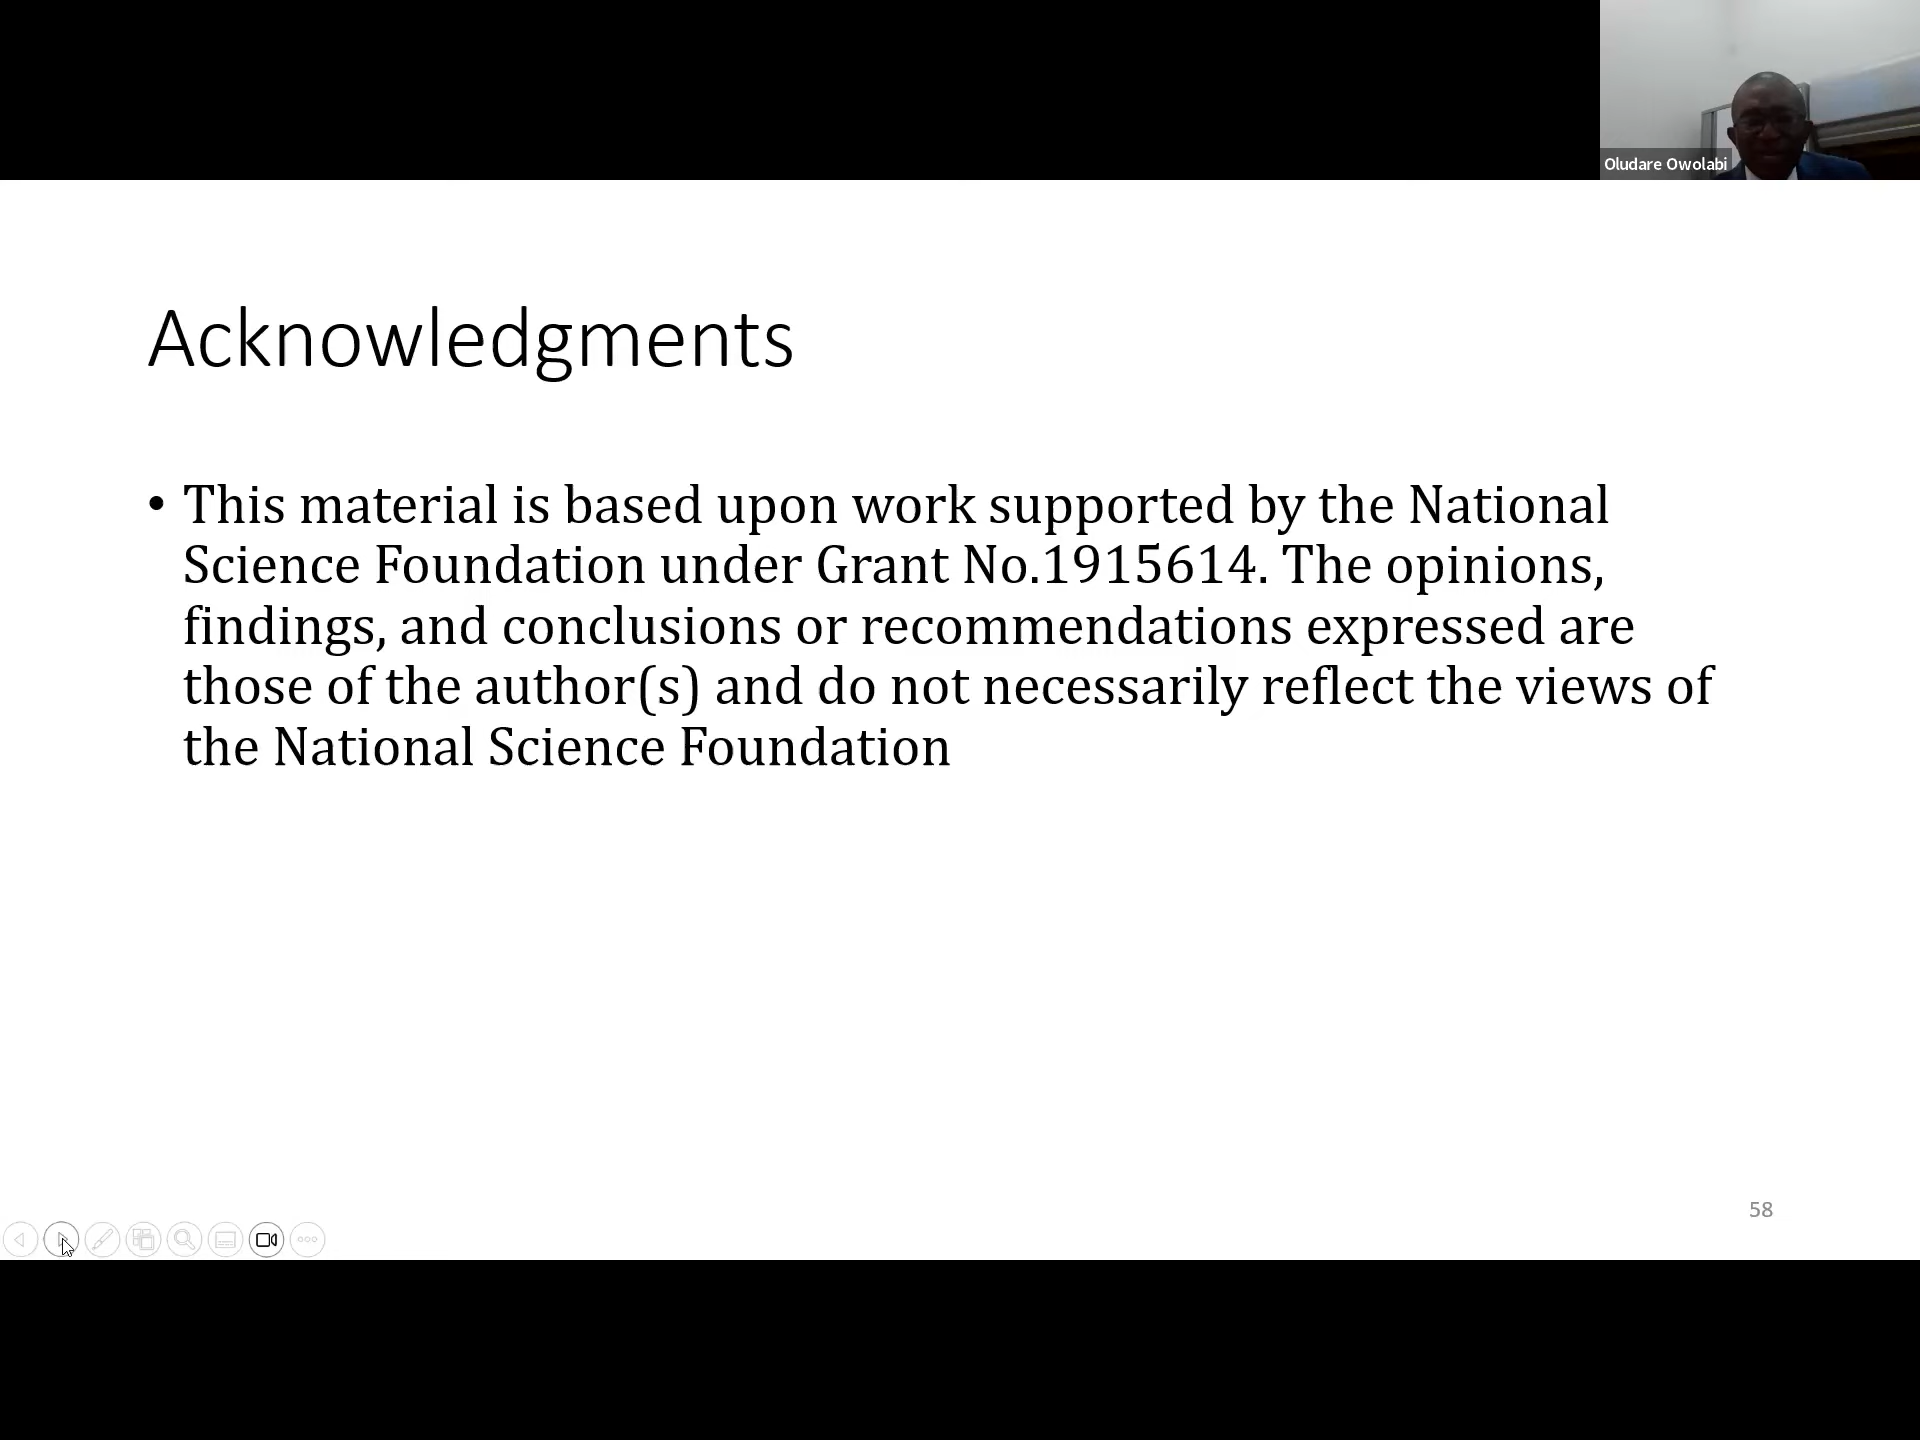 Oludare Owolabi
Acknowledgments
• This material is based upon work supported by the National
Science Foundation under Grant No.1915614. The opinions,
findings, and conclusions or recommendations expressed are
those of the author(s) and do not necessarily reflect the views of
the National Science Foundation
58